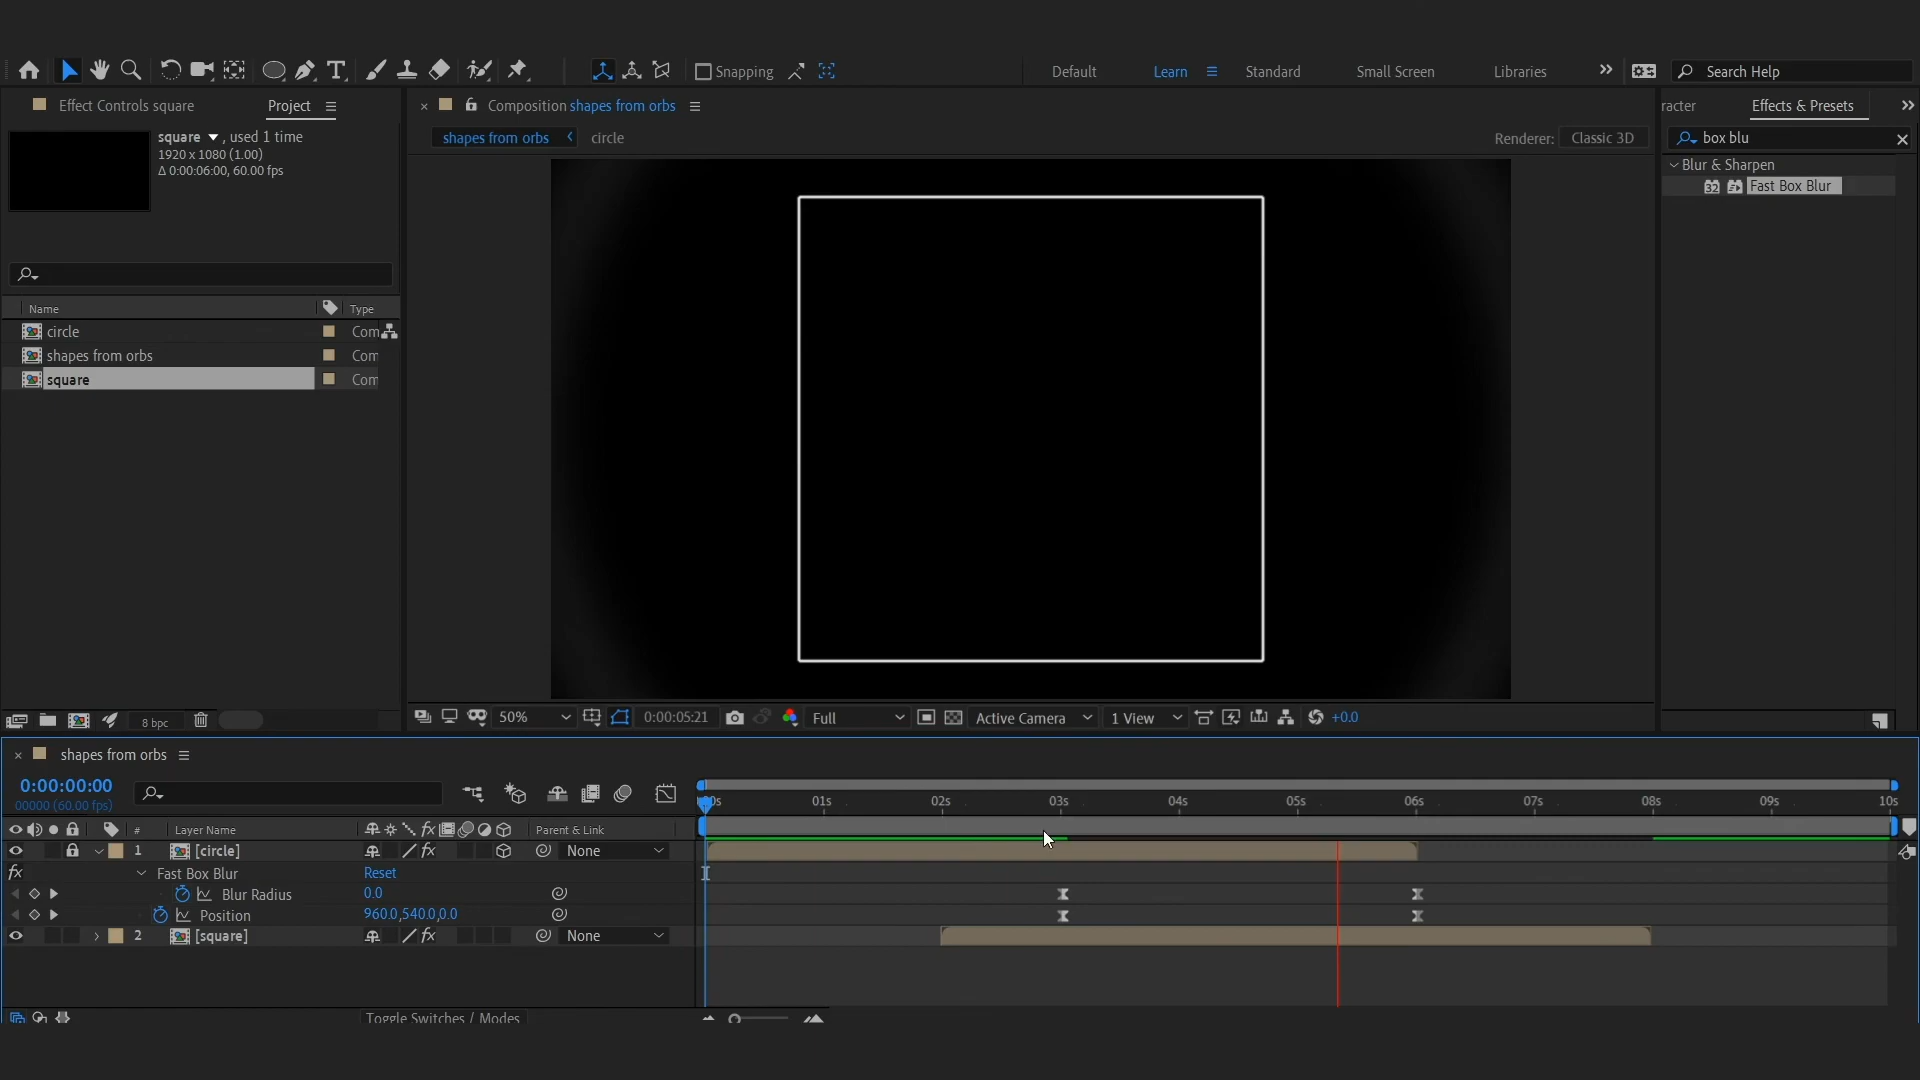 Snapping
Default
Learn
Standard
Small Screen
Libraries
Search Help
Effect Controls square
Project
Composition shapes from orbs
racter
Effects & Presets
square , used 1 time
1920 x 1080 (1.00)
Δ 0:00:06:00, 60.00 fps
shapes from orbs
circle
Renderer: Classic 3D
box blu
Blur & Sharpen
32 Fast Box Blur
Name Type
circle Com
shapes from orbs Com
square Com
8 bpc
50%
0:00:05:21
Full
Active Camera
1 View
+0.0
shapes from orbs
0:00:00:00
00000 (60.00 fps)
0s 01s 02s 03s 04s 05s 06s 07s 08s 09s 10s
# Layer Name fx Parent & Link
1 [circle] fx None
fx Fast Box Blur Reset
Blur Radius 0.0
Position 960.0,540.0,0.0
2 [square] fx None
Toggle Switches / Modes